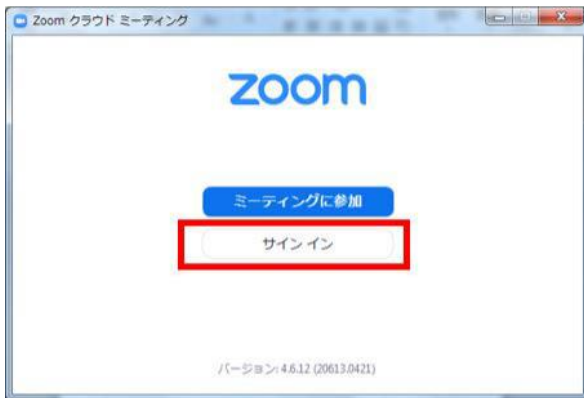 Zoom クラウド ミーティング
zoom
ミーティングに参加
サイン イン
バージョン: 4.6.12 (20613.0421)